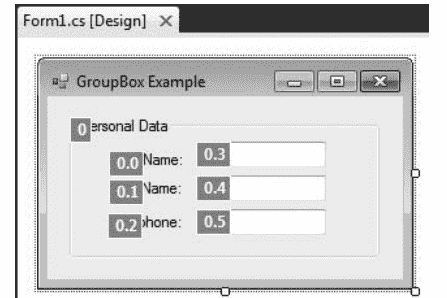 Form1.cs [Design]
GroupBox Example
0 ersonal Data
0.0 Name: 0.3
0.1 Name: 0.4
0.2 hone: 0.5